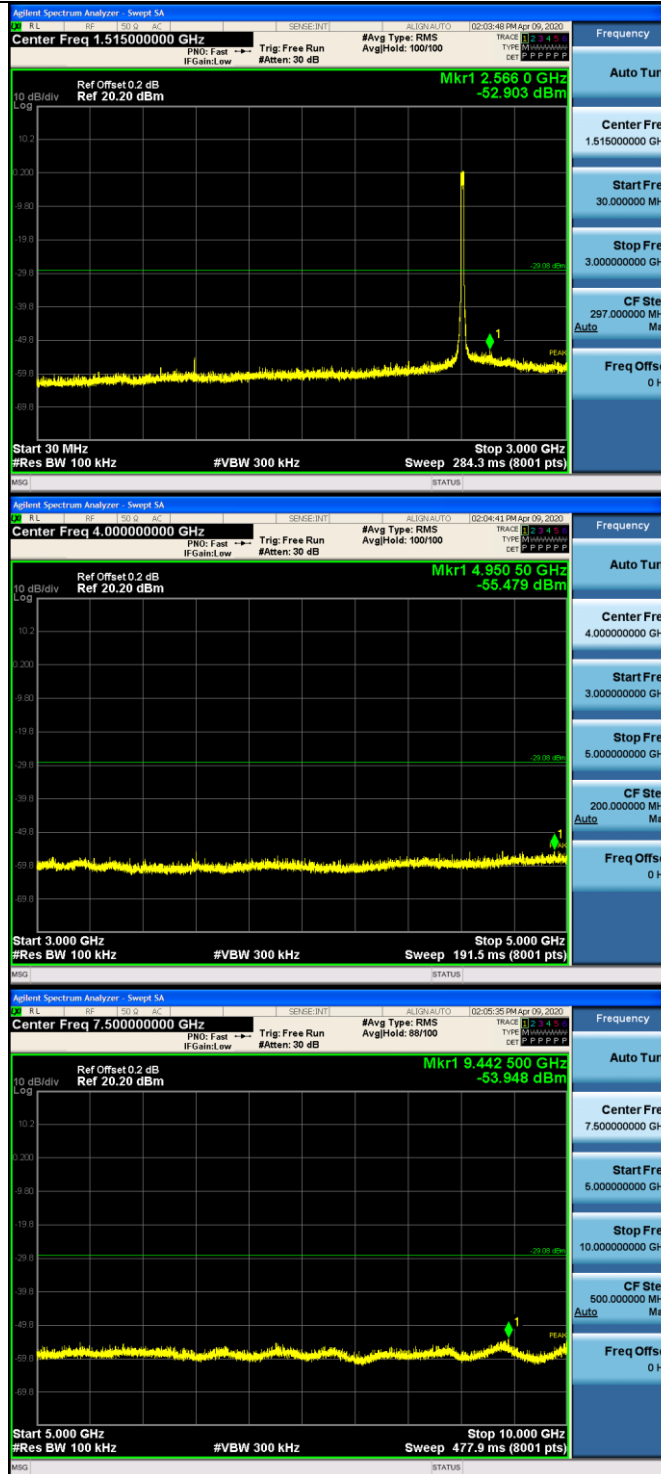 Agilent Spectrum Analyzer - Swept SA
RL RF 50 Ω AC SENSE:INT ALIGNAUTO 02:03:48 PM Apr 09, 2020 Frequency
Center Freq 1.515000000 GHz #Avg Type: RMS TRACE 1 2 3 4 5 6
PNO: Fast Trig: Free Run Avg|Hold: 100/100 TYPE M
IFGain:Low #Atten: 30 dB DET P P P P P P
Auto Tun
Mkr1 2.566 0 GHz
Ref Offset 0.2 dB
10 dB/div Ref 20.20 dBm -52.903 dBm
Log
Center Fre
1.515000000 GH
10.2
0.200
Start Fre
30.000000 MH
-9.80
-19.8
Stop Fre
3.000000000 GH
-29.08 dBm
-29.8
CF Ste
297.000000 MH
Auto Ma
-39.8
1
-49.8
PEAK
Freq Offse
0 H
-59.8
-69.8
Start 30 MHz Stop 3.000 GHz
#Res BW 100 kHz #VBW 300 kHz Sweep 284.3 ms (8001 pts)
MSG STATUS
Agilent Spectrum Analyzer - Swept SA
RL RF 50 Ω AC SENSE:INT ALIGNAUTO 02:04:41 PM Apr 09, 2020 Frequency
Center Freq 4.000000000 GHz #Avg Type: RMS TRACE 1 2 3 4 5 6
PNO: Fast Trig: Free Run Avg|Hold: 100/100 TYPE M
IFGain:Low #Atten: 30 dB DET P P P P P P
Auto Tun
Mkr1 4.950 50 GHz
Ref Offset 0.2 dB
10 dB/div Ref 20.20 dBm -55.479 dBm
Log
Center Fre
4.000000000 GH
10.2
0.200
Start Fre
3.000000000 GH
-9.80
-19.8
Stop Fre
5.000000000 GH
-29.08 dBm
-29.8
CF Ste
200.000000 MH
Auto Ma
-39.8
1
-49.8
Freq Offse
0 H
-59.8
-69.8
Start 3.000 GHz Stop 5.000 GHz
#Res BW 100 kHz #VBW 300 kHz Sweep 191.5 ms (8001 pts)
MSG STATUS
Agilent Spectrum Analyzer - Swept SA
RL RF 50 Ω AC SENSE:INT ALIGNAUTO 02:05:35 PM Apr 09, 2020 Frequency
Center Freq 7.500000000 GHz #Avg Type: RMS TRACE 1 2 3 4 5 6
PNO: Fast Trig: Free Run Avg|Hold: 88/100 TYPE M
IFGain:Low #Atten: 30 dB DET P P P P P P
Auto Tun
Mkr1 9.442 500 GHz
Ref Offset 0.2 dB
10 dB/div Ref 20.20 dBm -53.948 dBm
Log
Center Fre
7.500000000 GH
10.2
0.200
Start Fre
5.000000000 GH
-9.80
-19.8
Stop Fre
10.000000000 GH
-29.08 dBm
-29.8
CF Ste
500.000000 MH
Auto Ma
-39.8
1
-49.8
PEAK
Freq Offse
0 H
-59.8
-69.8
Start 5.000 GHz Stop 10.000 GHz
#Res BW 100 kHz #VBW 300 kHz Sweep 477.9 ms (8001 pts)
MSG STATUS